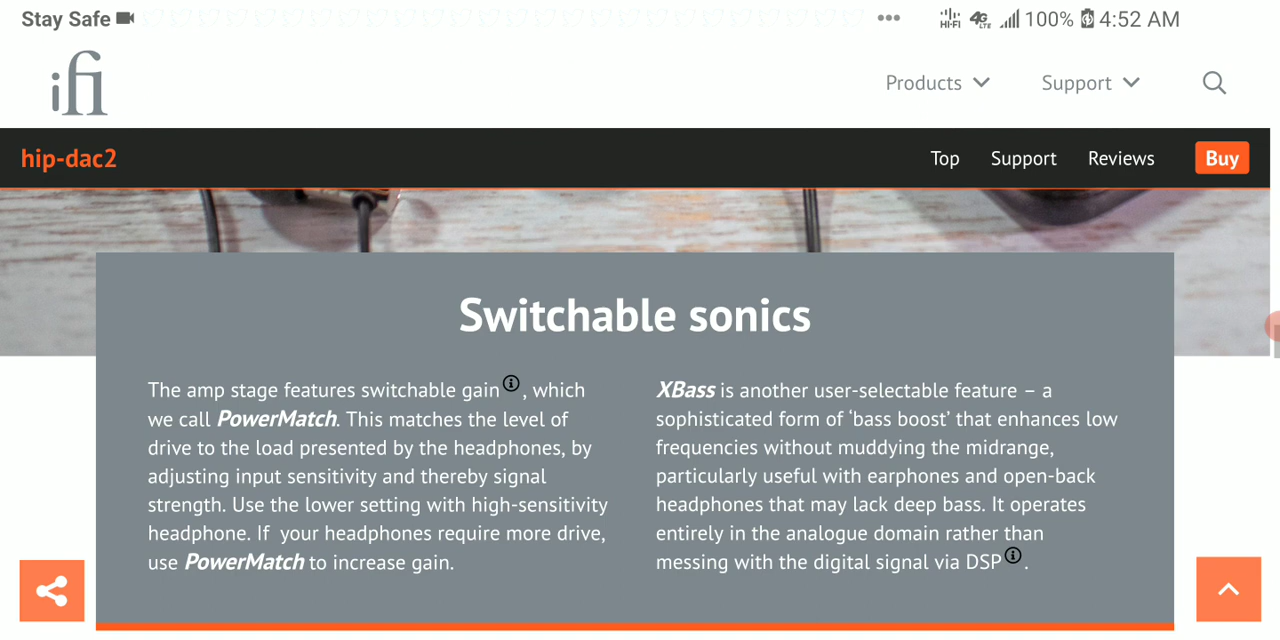 Stay Safe
HI-FI 4G LTE 100% 4:52 AM
ifi
Products Support
hip-dac2
Top Support Reviews Buy
Switchable sonics
The amp stage features switchable gain , which
we call PowerMatch. This matches the level of
drive to the load presented by the headphones, by
adjusting input sensitivity and thereby signal
strength. Use the lower setting with high-sensitivity
headphone. If your headphones require more drive,
use PowerMatch to increase gain.
XBass is another user-selectable feature – a
sophisticated form of ‘bass boost’ that enhances low
frequencies without muddying the midrange,
particularly useful with earphones and open-back
headphones that may lack deep bass. It operates
entirely in the analogue domain rather than
messing with the digital signal via DSP .